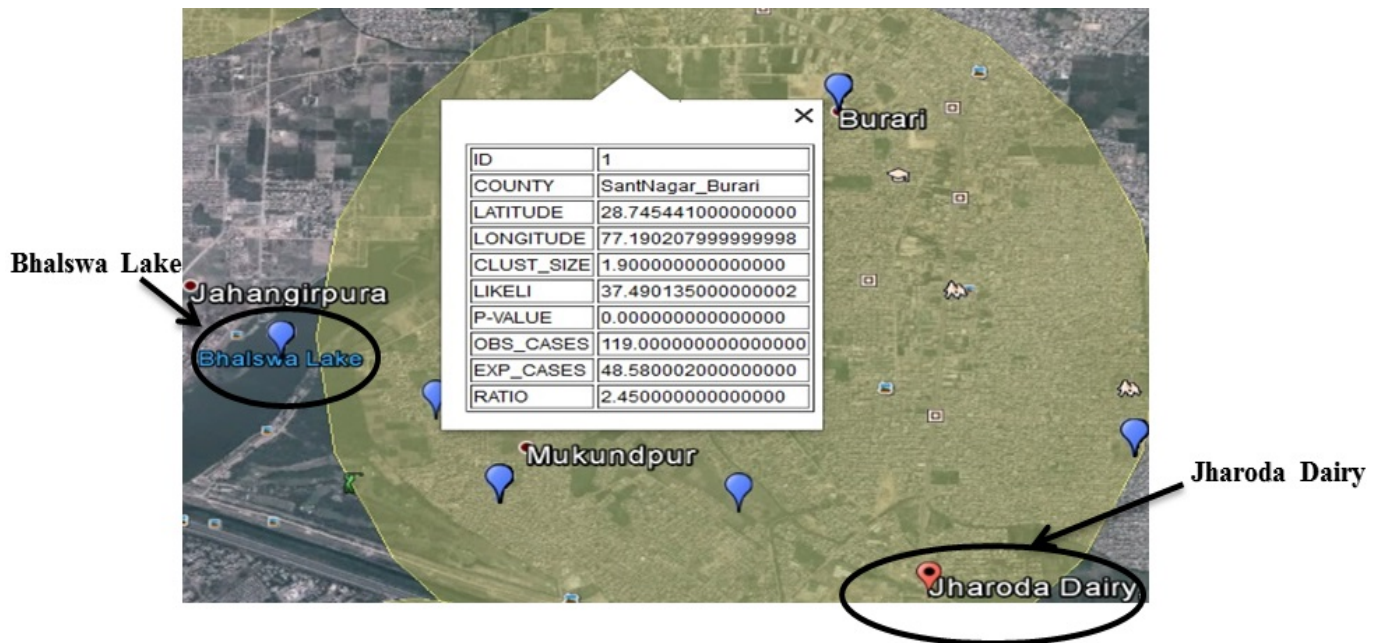 Burari
×
ID 1
COUNTY SantNagar_Burari
LATITUDE 28.745441000000000
LONGITUDE 77.190207999999998
CLUST_SIZE 1.900000000000000
LIKELI 37.490135000000002
P-VALUE 0.000000000000000
OBS_CASES 119.000000000000000
EXP_CASES 48.580002000000000
RATIO 2.450000000000000
Bhalswa Lake
Jahangirpura
Bhalswa Lake
Mukundpur
Jharoda Dairy
Jharoda Dairy